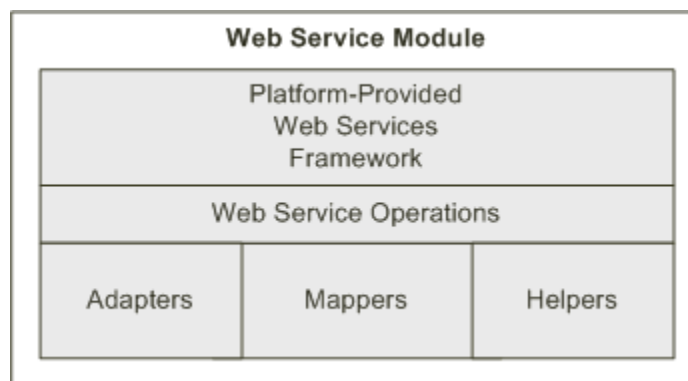 Web Service Module
Platform-Provided
Web Services
Framework
Web Service Operations
Adapters
Mappers
Helpers